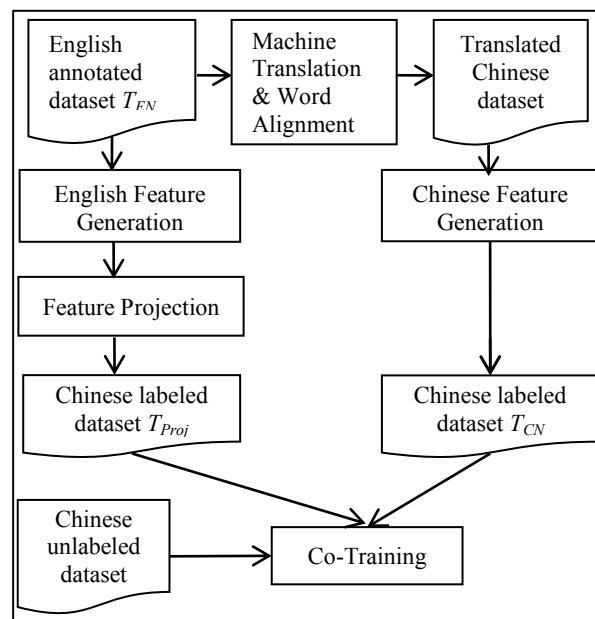 English
annotated
dataset T_EN
Machine
Translation
& Word
Alignment
Translated
Chinese
dataset
English Feature
Generation
Chinese Feature
Generation
Feature Projection
Chinese labeled
dataset T_Proj
Chinese labeled
dataset T_CN
Chinese
unlabeled
dataset
Co-Training